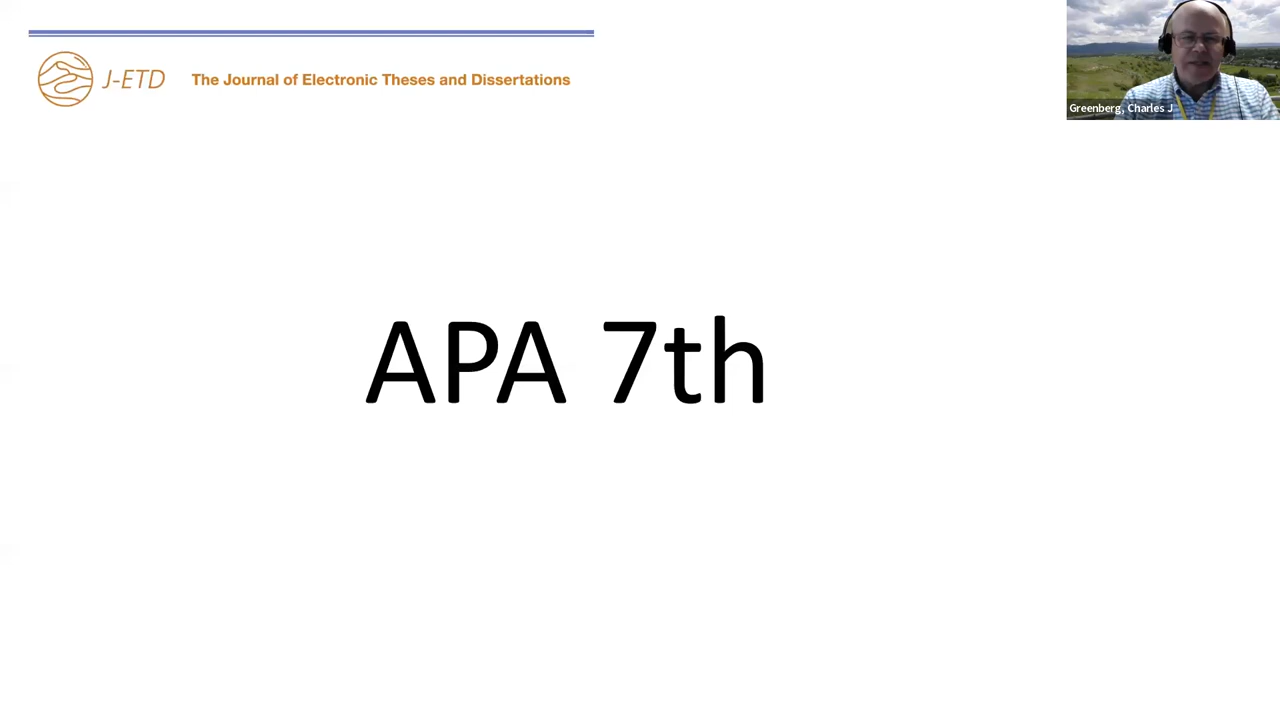 J-ETD
The Journal of Electronic Theses and Dissertations
Greenberg, Charles J
APA 7th